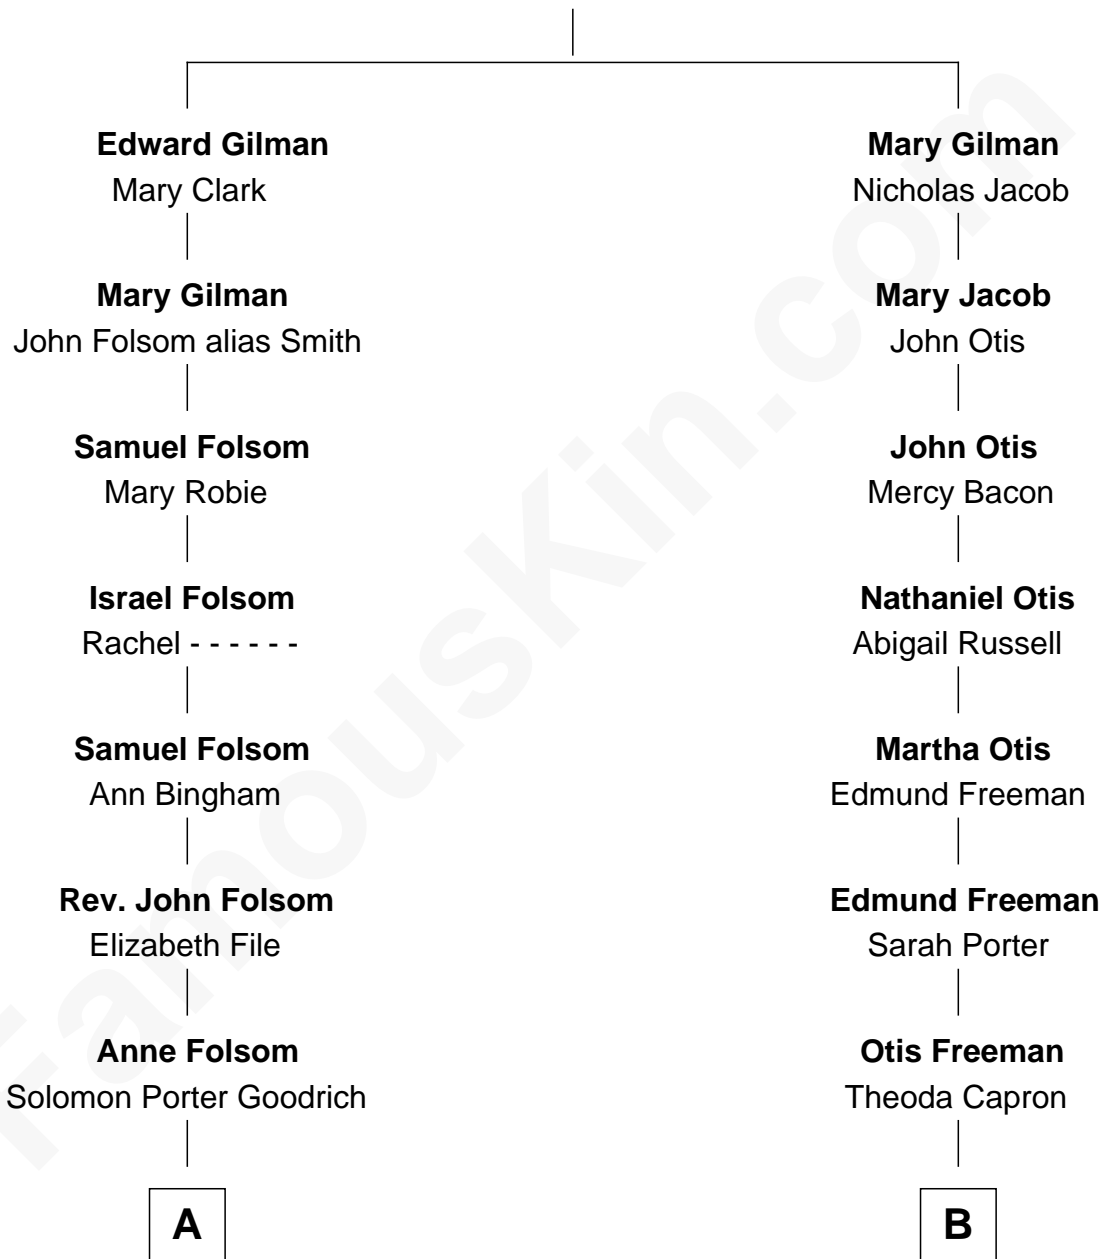 Edward Gilman
Mary Clark
Mary Gilman
John Folsom alias Smith
Samuel Folsom
Mary Robie
Israel Folsom
Rachel - - - - - -
Samuel Folsom
Ann Bingham
Rev. John Folsom
Elizabeth File
Anne Folsom
Solomon Porter Goodrich
A
Mary Gilman
Nicholas Jacob
Mary Jacob
John Otis
John Otis
Mercy Bacon
Nathaniel Otis
Abigail Russell
Martha Otis
Edmund Freeman
Edmund Freeman
Sarah Porter
Otis Freeman
Theoda Capron
B
FamousKin.com